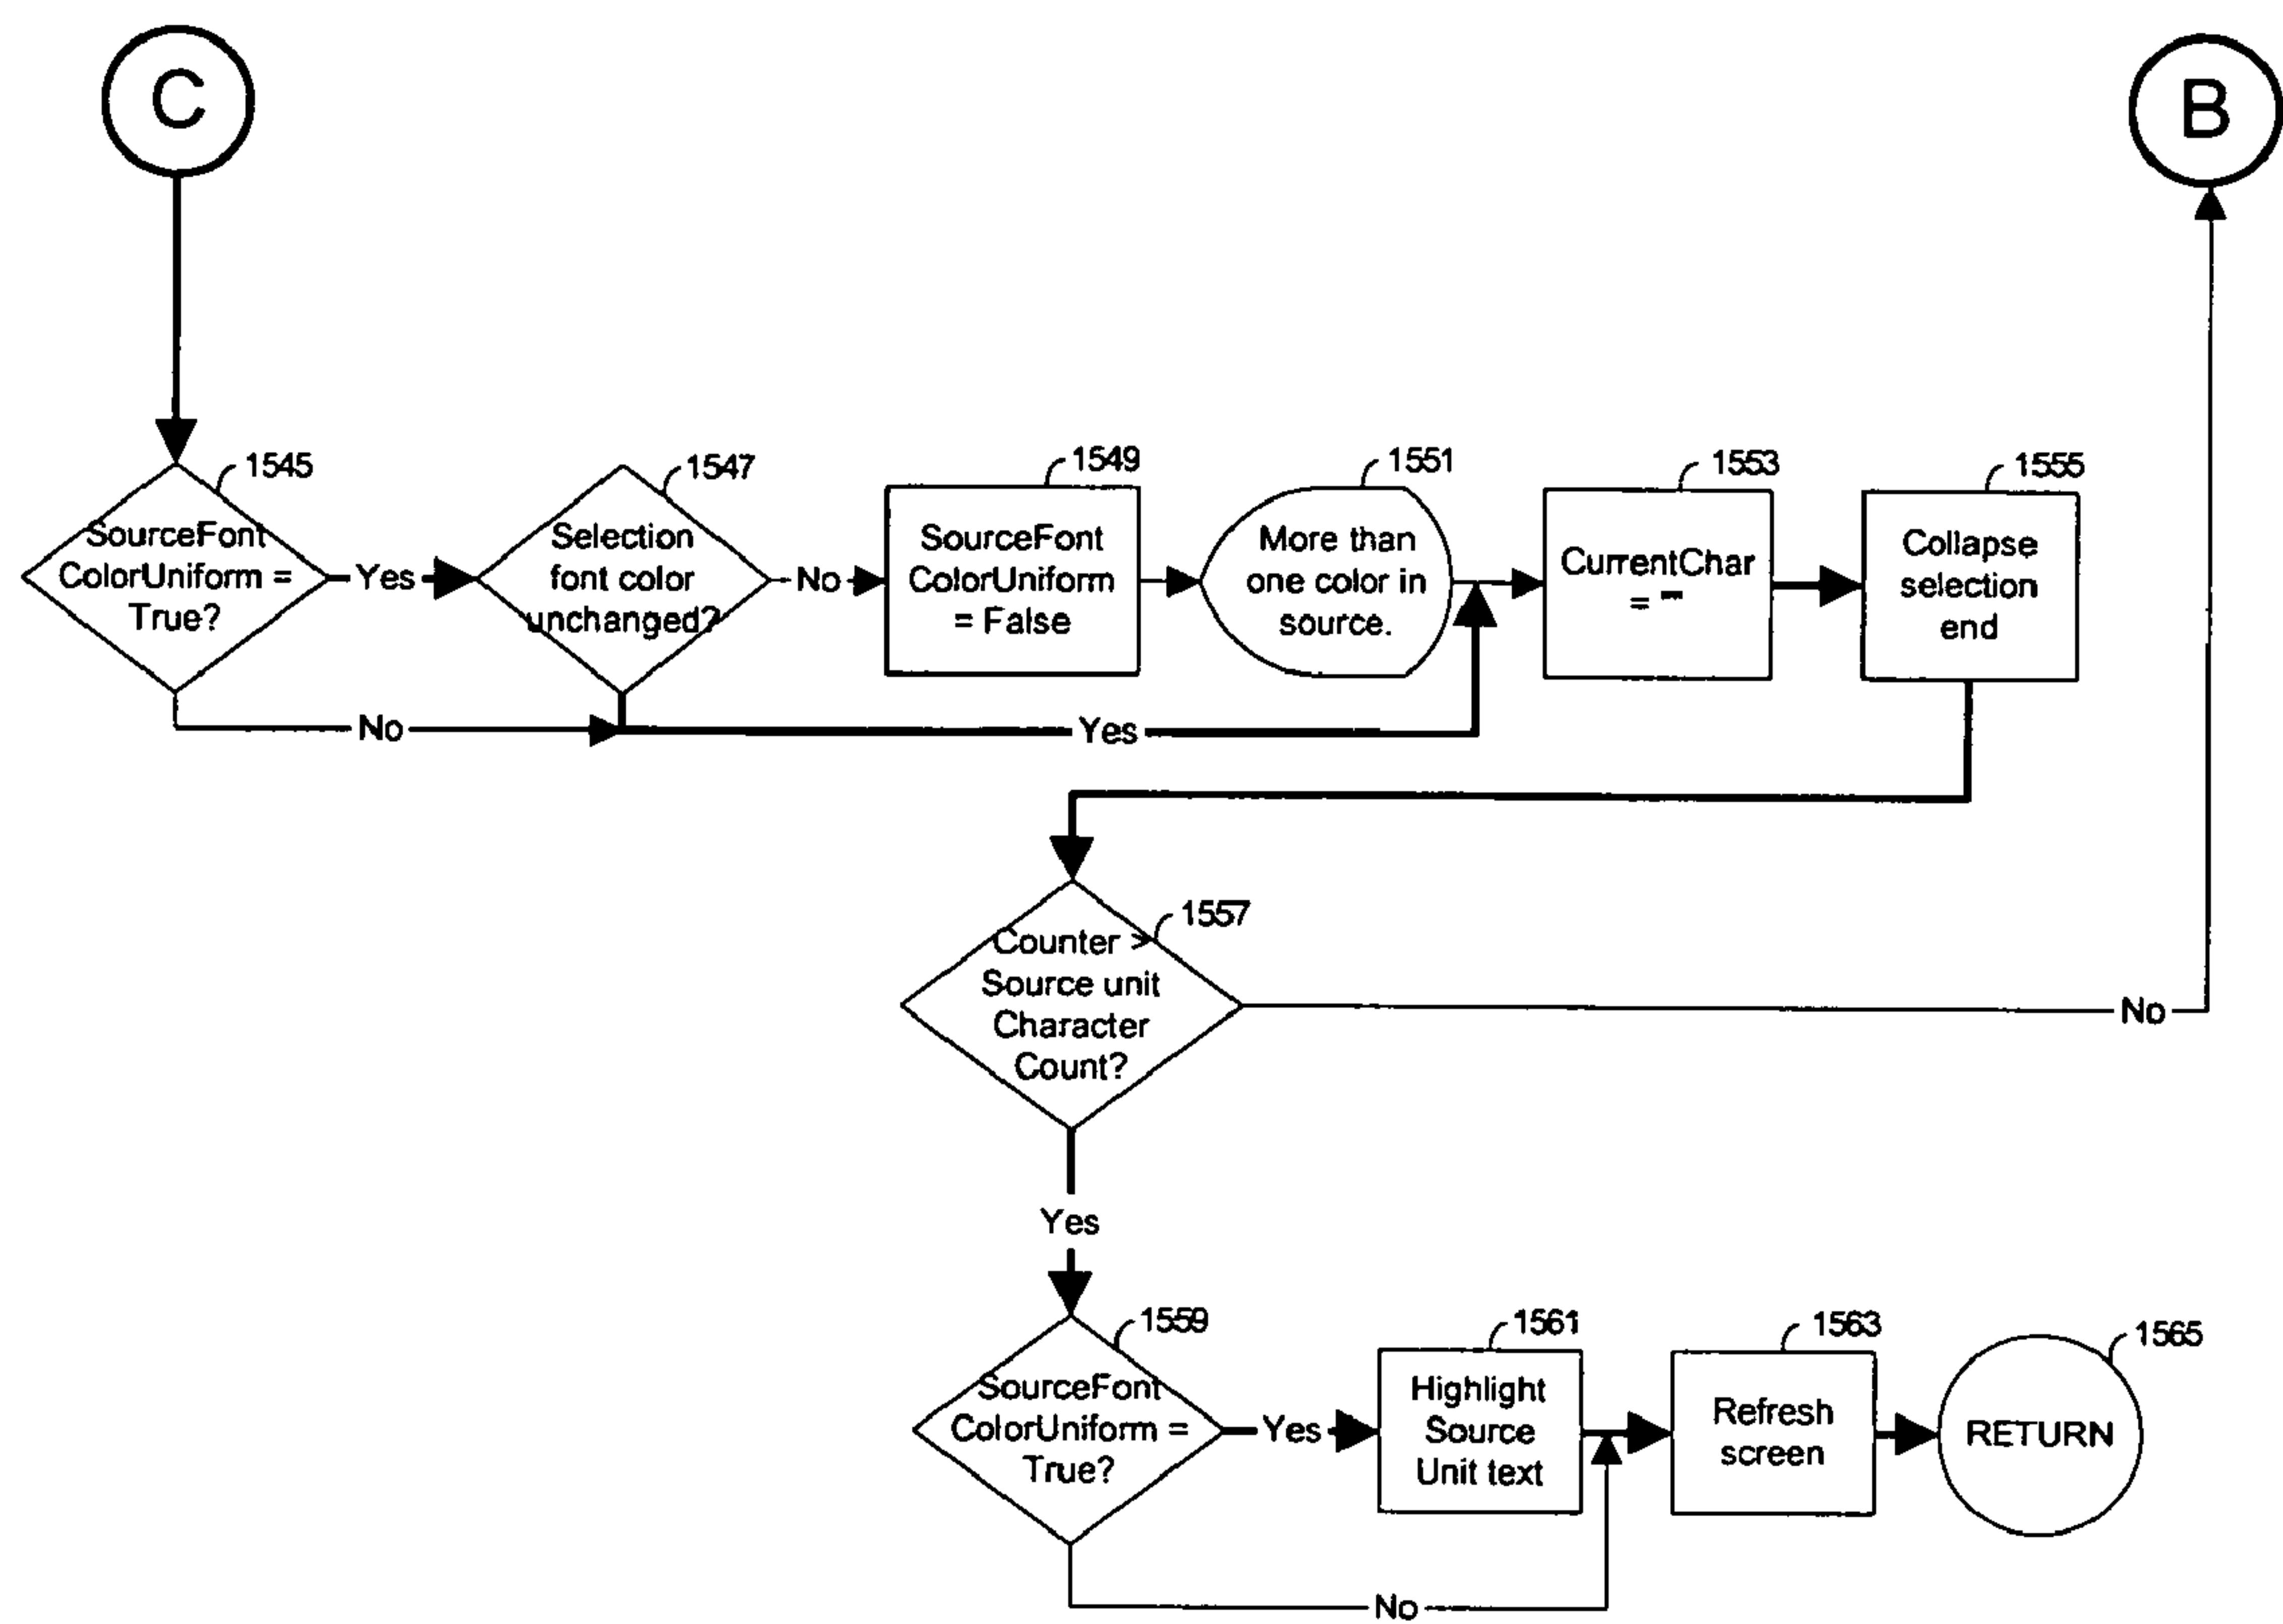 C
B
1545
SourceFont
ColorUniform =
True?
Yes
No
1547
Selection
font color
unchanged?
No
Yes
1549
SourceFont
ColorUniform
= False
1551
More than
one color in
source.
1553
CurrentChar
= ""
1555
Collapse
selection
end
1557
Counter >
Source unit
Character
Count?
No
Yes
1559
SourceFont
ColorUniform =
True?
Yes
No
1561
Highlight
Source
Unit text
1563
Refresh
screen
1565
RETURN